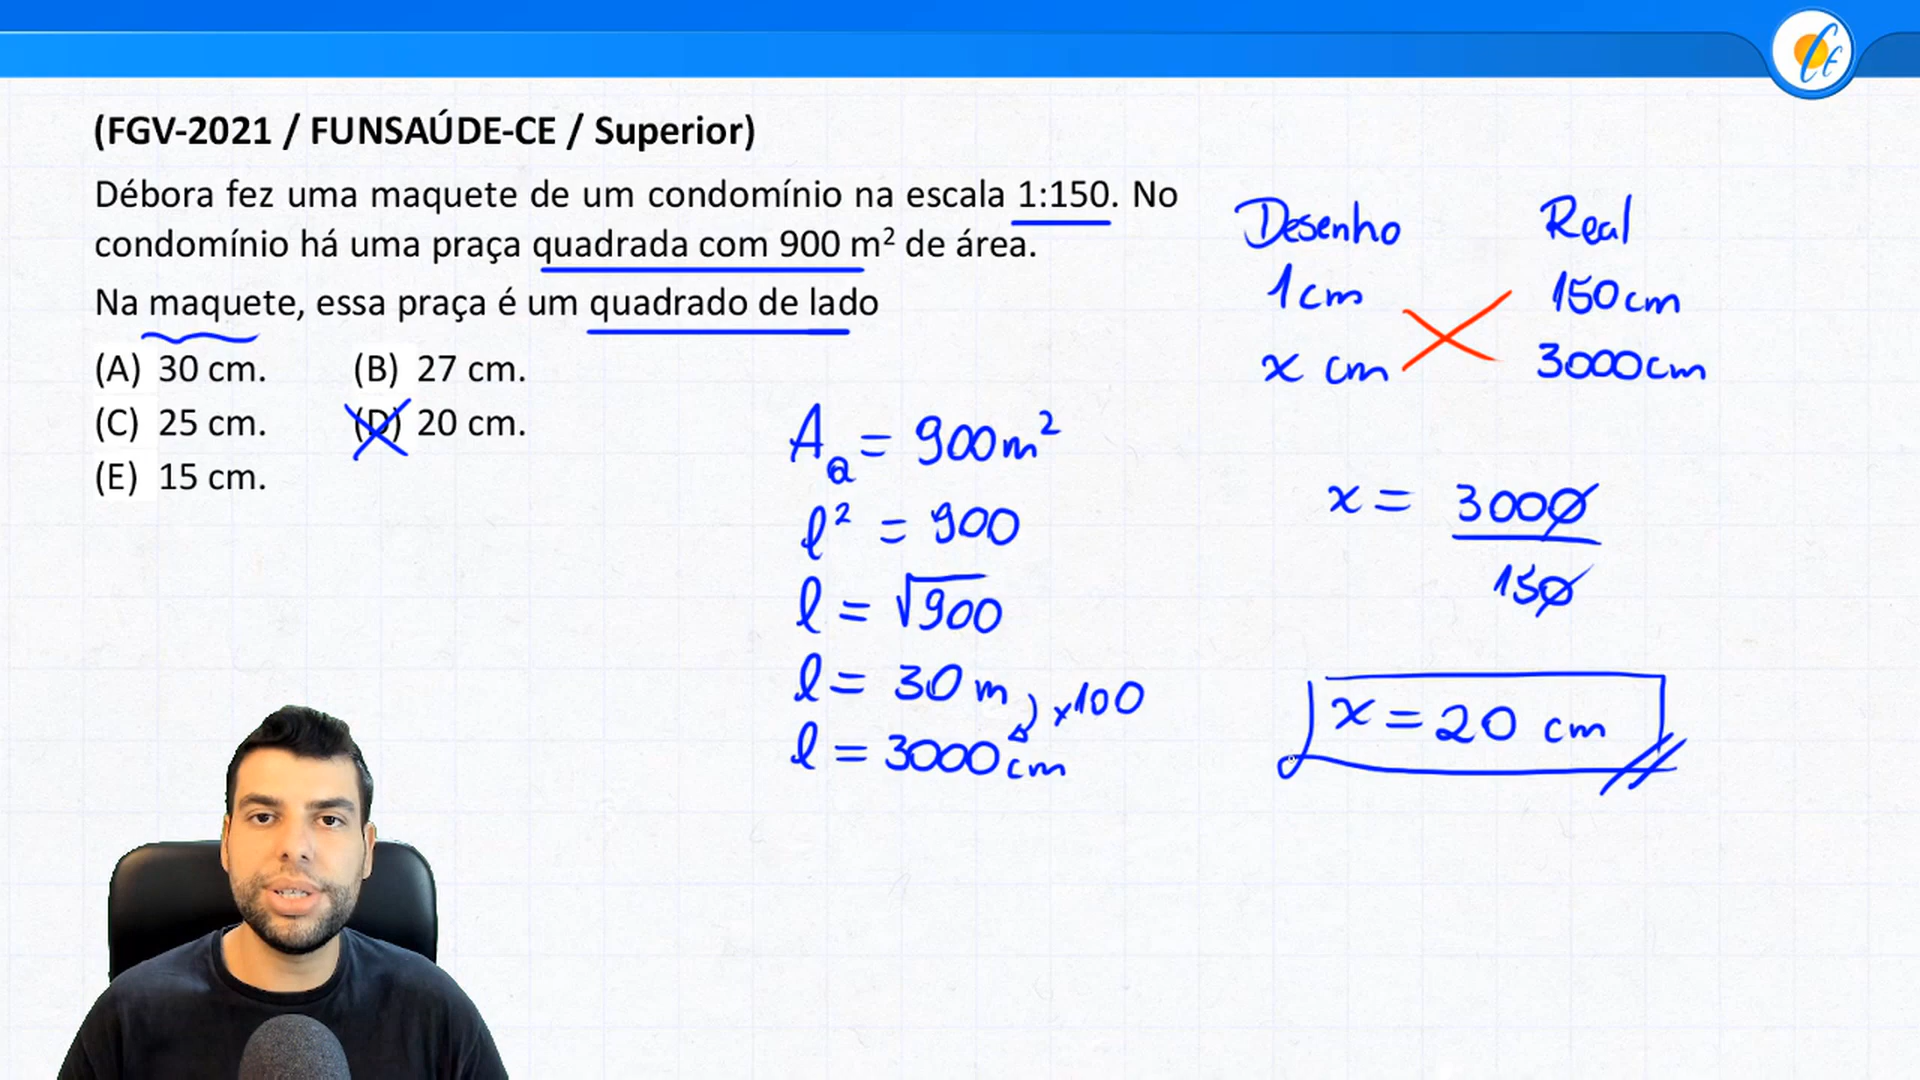 (FGV-2021 / FUNSAÚDE-CE / Superior)
Débora fez uma maquete de um condomínio na escala 1:150. No
condomínio há uma praça quadrada com 900 m² de área.
Na maquete, essa praça é um quadrado de lado
(A) 30 cm. (B) 27 cm.
(C) 25 cm. (D) 20 cm.
(E) 15 cm.
A_Q = 900m²
l² = 900
l = √900
l = 30 m
x100
l = 3000cm
Desenho Real
1cm 150cm
x cm 3000cm
x = 3000
150
x = 20 cm